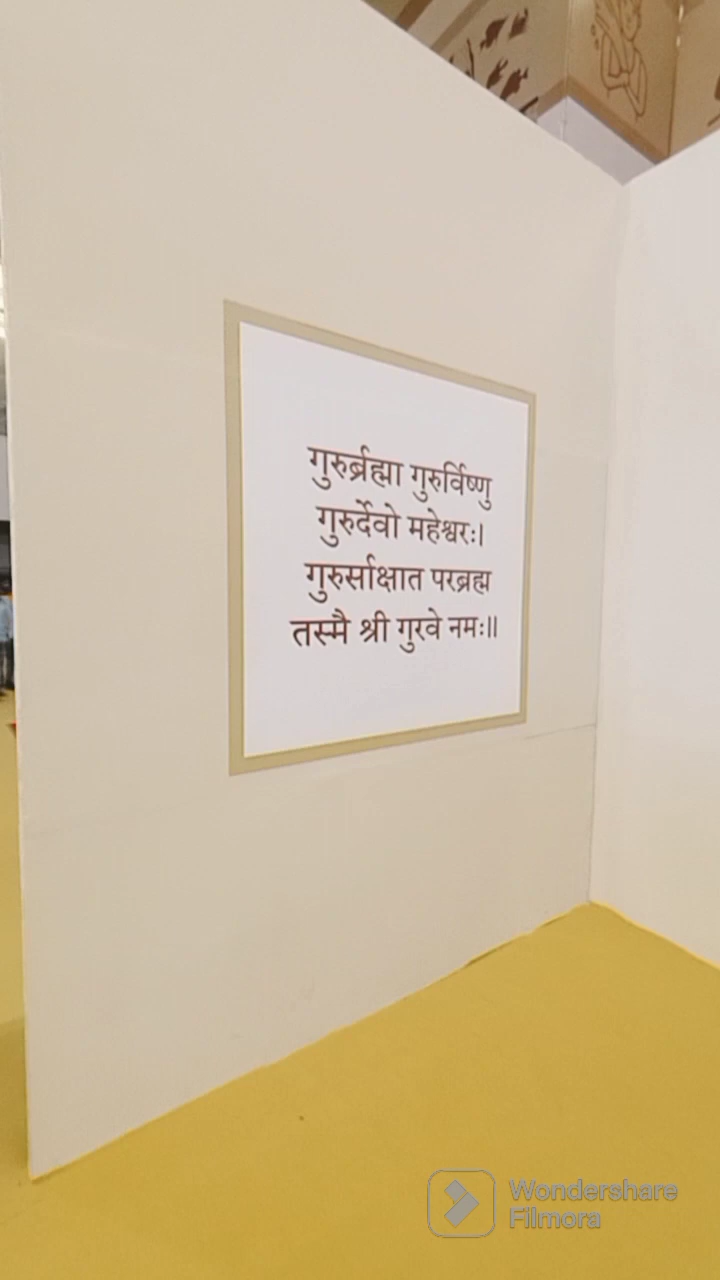 गुरुर्ब्रह्मा गुरुर्विष्णु
गुरुर्देवो महेश्वरः।
गुरुर्साक्षात परब्रह्म
तस्मै श्री गुरवे नमः॥
Wondershare
Filmora